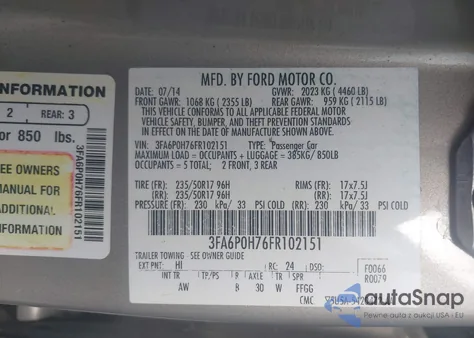 INFORMATION
2 REAR: 3
or 850 lbs.
SEE OWNERS
MANUAL FOR
ADDITIONAL
INFORMATION
3FA6P0H76FR102151
MFD. BY FORD MOTOR CO.
DATE: 07/14 GVWR: 2023 KG ( 4460 LB)
FRONT GAWR: 1068 KG ( 2355 LB) REAR GAWR: 959 KG ( 2115 LB)
THIS VEHICLE CONFORMS TO ALL APPLICABLE FEDERAL MOTOR
VEHICLE SAFETY, BUMPER, AND THEFT PREVENTION STANDARDS
IN EFFECT ON THE DATE OF MANUFACTURE SHOWN ABOVE.
VIN: 3FA6P0H76FR102151 TYPE: Passenger Car
MAXIMUM LOAD = OCCUPANTS + LUGGAGE = 385KG/850LB
OCCUPANTS = 5 TOTAL; 2 FRONT, 3 REAR
TIRE (FR): 235/50R17 96H RIMS (FR): 17x7.5J
(RR): 235/50R17 96H (RR): 17x7.5J
PRESSURE (FR): 230 kPa/ 33 PSI COLD (RR): 230 kPa/ 33 PSI COLD
3FA6P0H76FR102151
TRAILER TOWING - SEE OWNER GUIDE
EXT PNT: HI RC: 24 DSO: F0066
INT TR TP/PS R AXLE TR SPR R0079
AW B 30 W FFGG
CMC
autoSnap
Pewne auta z aukcji USA i EU